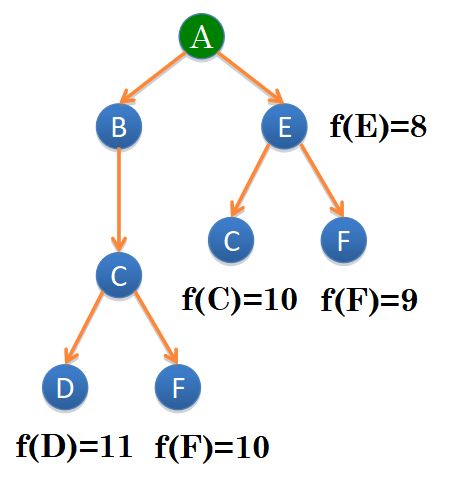 A
B
E
f(E)=8
C
F
C
f(C)=10
f(F)=9
D
F
f(D)=11
f(F)=10